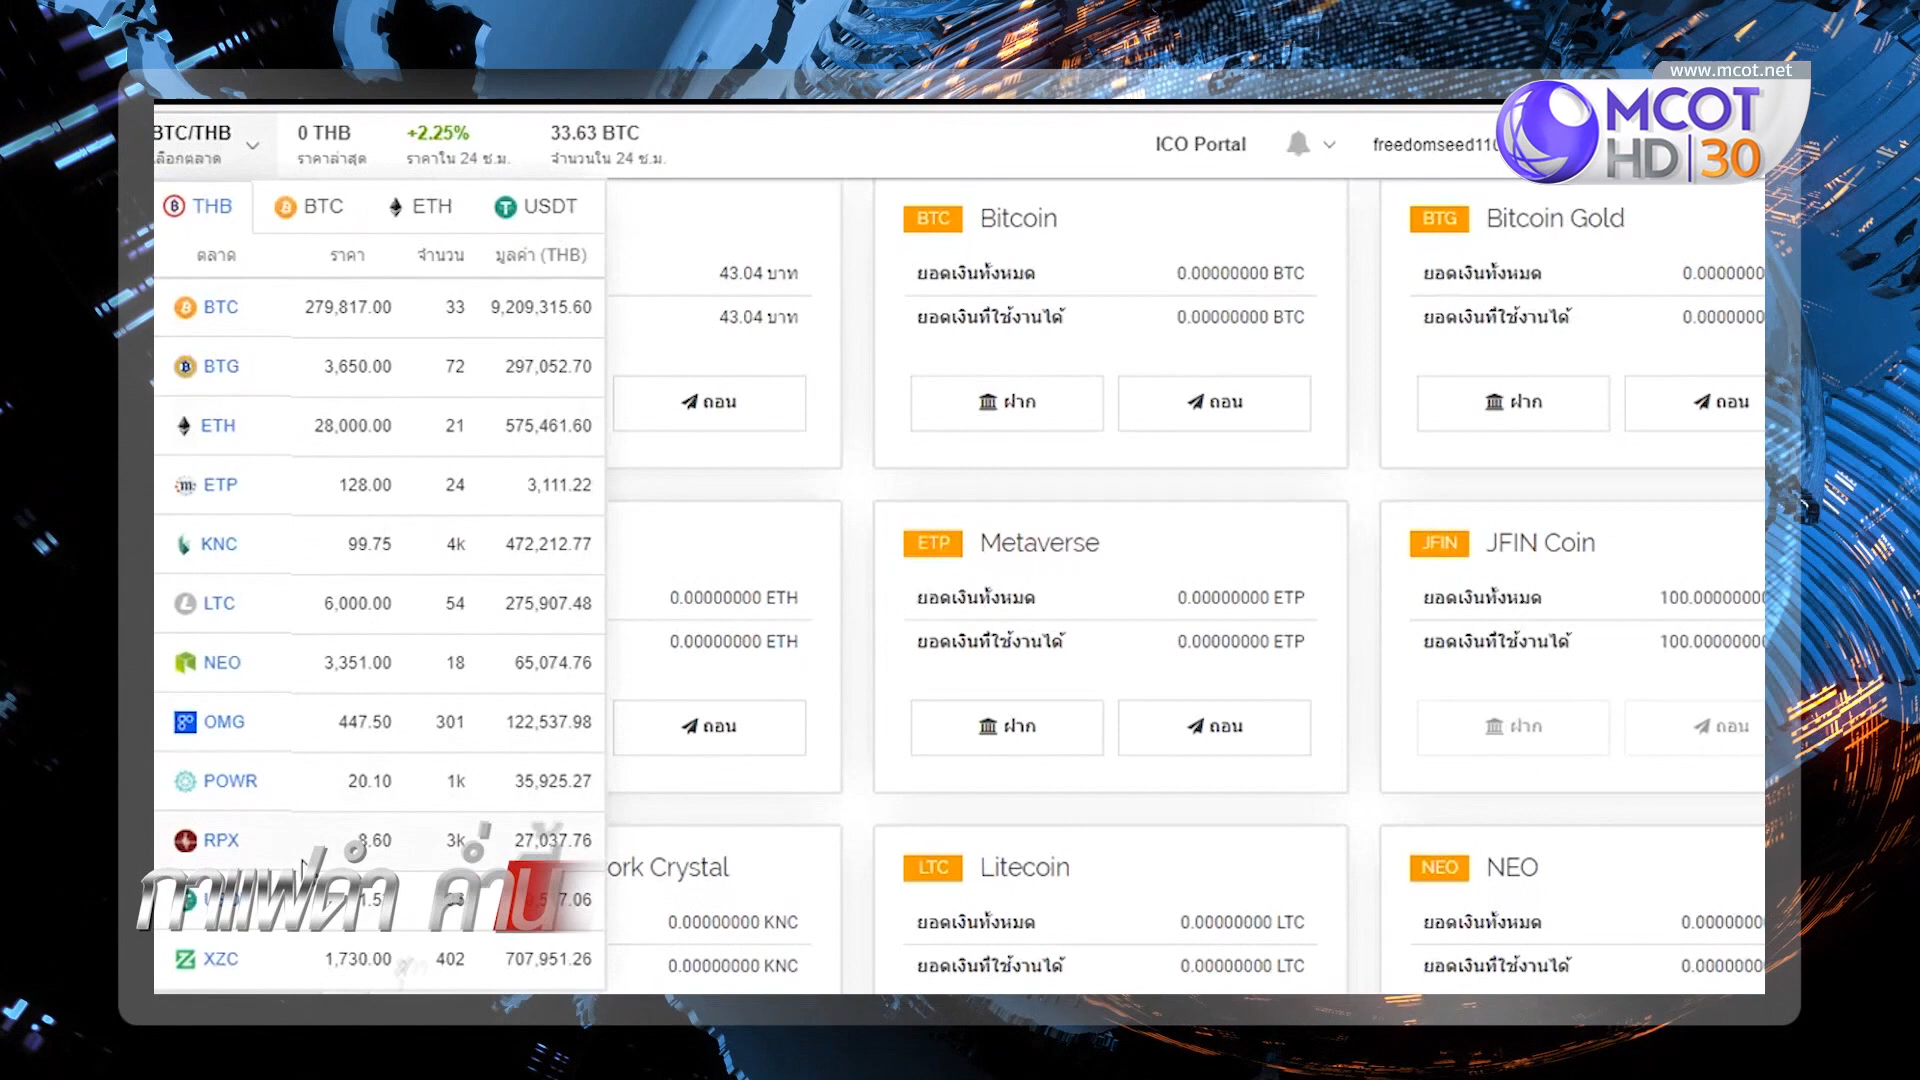 www.mcot.net
MCOT
HD 30
BTC/THB
0 THB
+2.25%
33.63 BTC
ราคาล่าสุด
ราคาใน 24 ช.ม.
จำนวนใน 24 ช.ม.
ICO Portal
freedomseed110
THB BTC ETH USDT
ตลาด ราคา จำนวน มูลค่า (THB)
BTC 279,817.00 33 9,209,315.60
BTG 3,650.00 72 297,052.70
ETH 28,000.00 21 575,461.60
ETP 128.00 24 3,111.22
KNC 99.75 4k 472,212.77
LTC 6,000.00 54 275,907.48
NEO 3,351.00 18 65,074.76
OMG 447.50 301 122,537.98
POWR 20.10 1k 35,925.27
RPX 3k 27,037.76
XZC 1,730.00 402 707,951.26
43.04 บาท
43.04 บาท
ถอน
BTC Bitcoin
ยอดเงินทั้งหมด 0.00000000 BTC
ยอดเงินที่ใช้งานได้ 0.00000000 BTC
ฝาก ถอน
BTG Bitcoin Gold
ยอดเงินทั้งหมด 0.0000000
ยอดเงินที่ใช้งานได้ 0.0000000
ฝาก ถอน
0.00000000 ETH
0.00000000 ETH
ถอน
ETP Metaverse
ยอดเงินทั้งหมด 0.00000000 ETP
ยอดเงินที่ใช้งานได้ 0.00000000 ETP
ฝาก ถอน
JFIN JFIN Coin
ยอดเงินทั้งหมด 100.00000000
ยอดเงินที่ใช้งานได้ 100.00000000
ฝาก ถอน
ork Crystal
0.00000000 KNC
0.00000000 KNC
LTC Litecoin
ยอดเงินทั้งหมด 0.00000000 LTC
ยอดเงินที่ใช้งานได้ 0.00000000 LTC
NEO NEO
ยอดเงินทั้งหมด 0.0000000
ยอดเงินที่ใช้งานได้ 0.0000000
กาแฟดำ ค่ำนี้